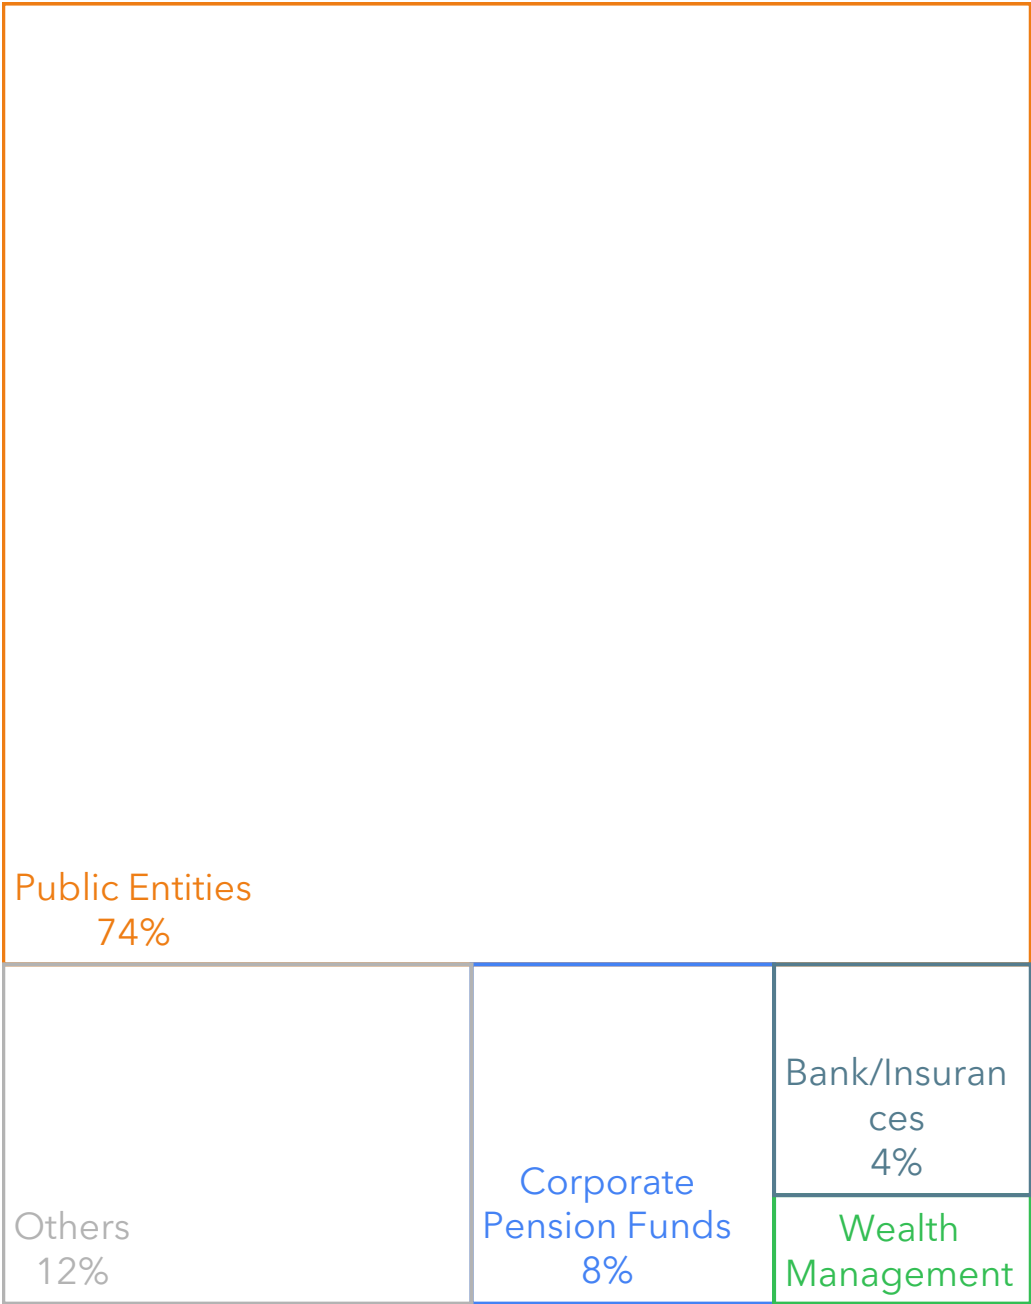 Public Entities
74%
Others
12%
Corporate
Pension Funds
8%
Bank/Insuran
ces
4%
Wealth
Management